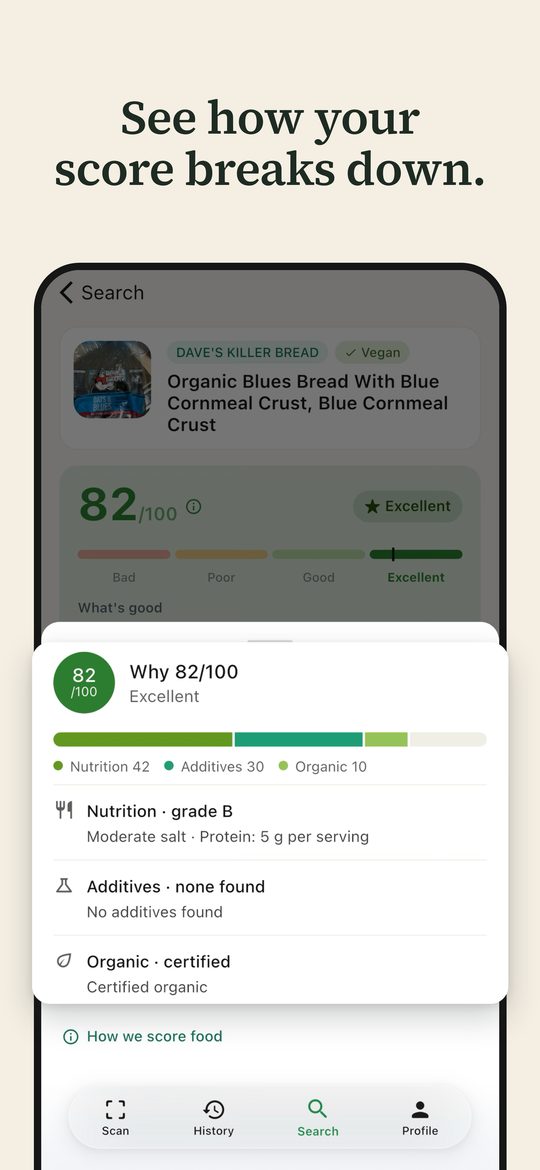 See how your
score breaks down.
Search
DAVE'S KILLER BREAD
Vegan
Organic Blues Bread With Blue
Cornmeal Crust, Blue Cornmeal
Crust
82/100
Excellent
Bad
Poor
Good
Excellent
What's good
82
/100
Why 82/100
Excellent
Nutrition 42
Additives 30
Organic 10
Nutrition · grade B
Moderate salt · Protein: 5 g per serving
Additives · none found
No additives found
Organic · certified
Certified organic
How we score food
Scan
History
Search
Profile